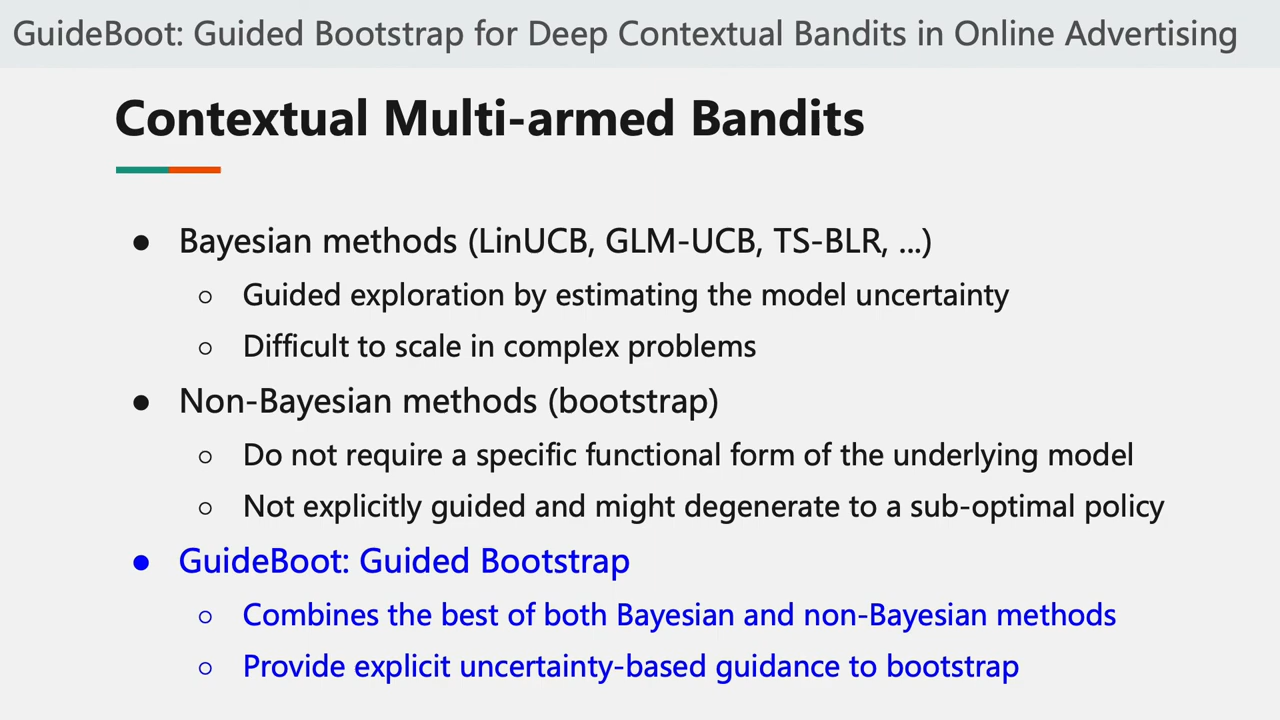 GuideBoot: Guided Bootstrap for Deep Contextual Bandits in Online Advertising
Contextual Multi-armed Bandits
● Bayesian methods (LinUCB, GLM-UCB, TS-BLR, ...)
○ Guided exploration by estimating the model uncertainty
○ Difficult to scale in complex problems
● Non-Bayesian methods (bootstrap)
○ Do not require a specific functional form of the underlying model
○ Not explicitly guided and might degenerate to a sub-optimal policy
● GuideBoot: Guided Bootstrap
○ Combines the best of both Bayesian and non-Bayesian methods
○ Provide explicit uncertainty-based guidance to bootstrap